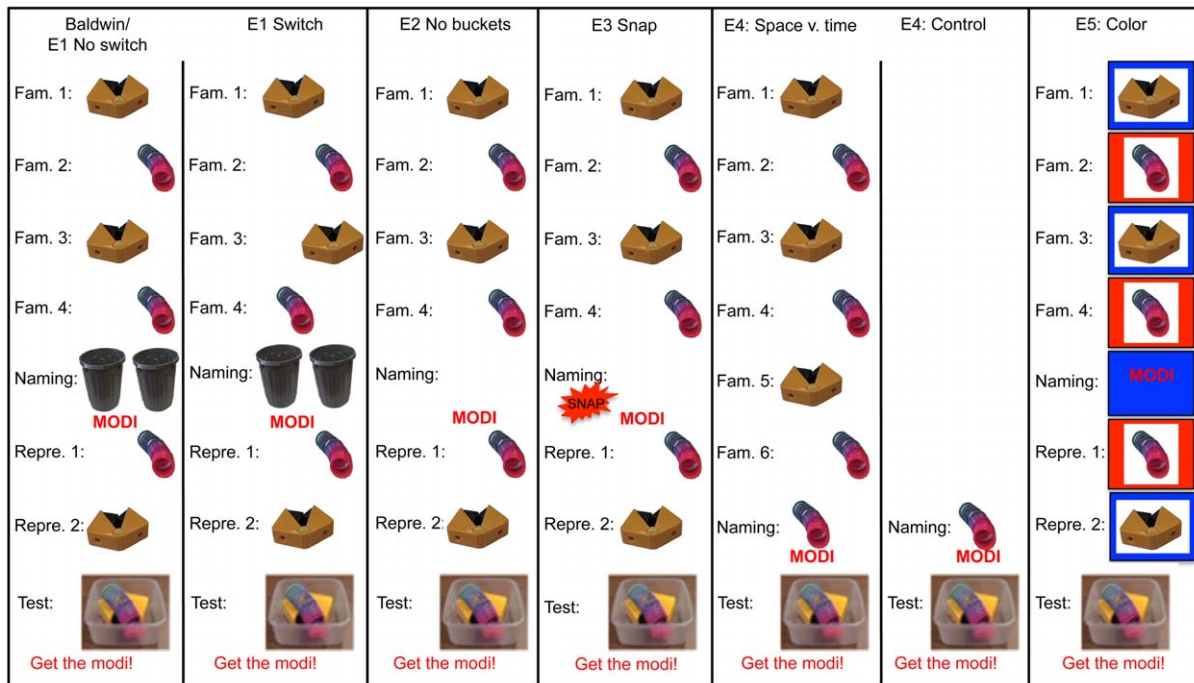 Baldwin/
E1 No switch
Fam. 1:
Fam. 2:
Fam. 3:
Fam. 4:
Naming:
MODI
Repre. 1:
Repre. 2:
Test:
Get the modi!
E1 Switch
Fam. 1:
Fam. 2:
Fam. 3:
Fam. 4:
Naming:
MODI
Repre. 1:
Repre. 2:
Test:
Get the modi!
E2 No buckets
Fam. 1:
Fam. 2:
Fam. 3:
Fam. 4:
Naming:
MODI
Repre. 1:
Repre. 2:
Test:
Get the modi!
E3 Snap
Fam. 1:
Fam. 2:
Fam. 3:
Fam. 4:
Naming:
SNAP
MODI
Repre. 1:
Repre. 2:
Test:
Get the modi!
E4: Space v. time
Fam. 1:
Fam. 2:
Fam. 3:
Fam. 4:
Fam. 5:
Fam. 6:
Naming:
MODI
Test:
Get the modi!
E4: Control
Naming:
MODI
Test:
Get the modi!
E5: Color
Fam. 1:
Fam. 2:
Fam. 3:
Fam. 4:
Naming:
MODI
Repre. 1:
Repre. 2:
Test:
Get the modi!